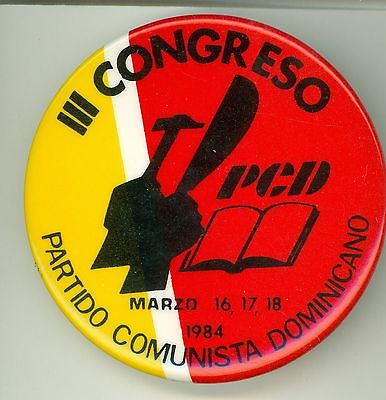 III CONGRESO
PCD
MARZO 16, 17, 18
1984
PARTIDO COMUNISTA DOMINICANO